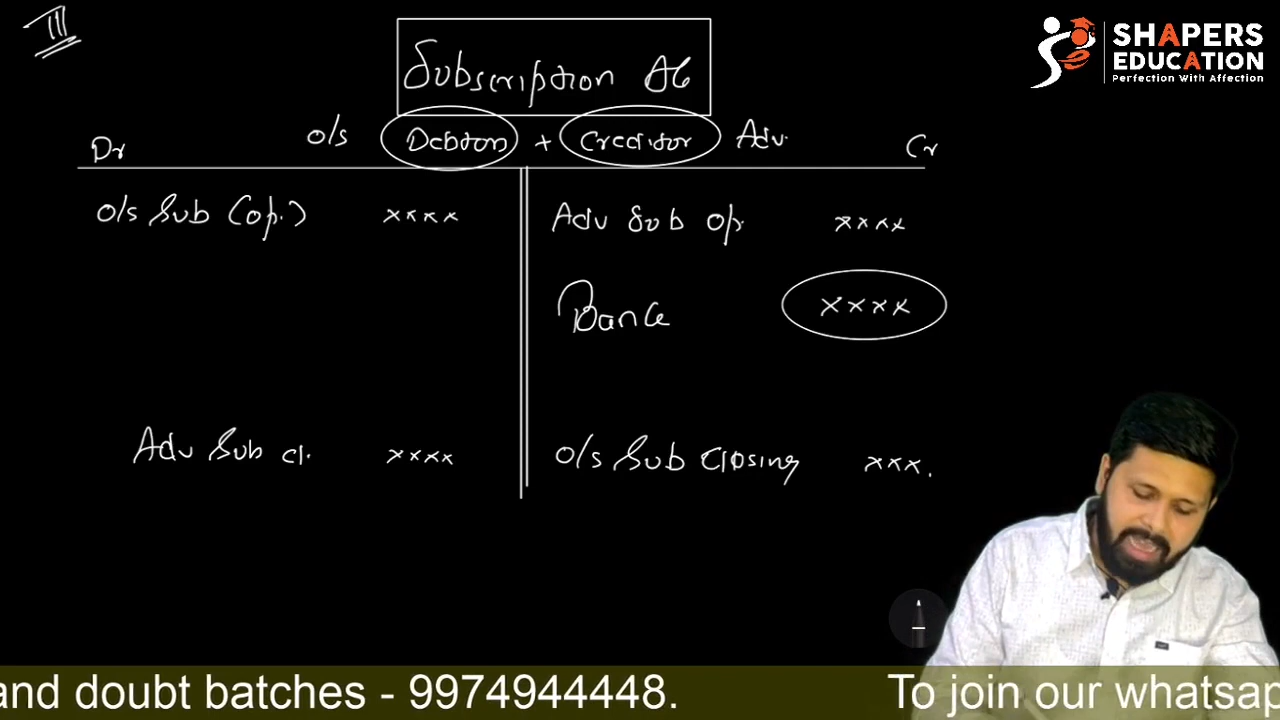 III
SHAPERS
EDUCATION
Perfection With Affection
Subscription A/c
Dr o/s Debtors + Creditor Adv. Cr
o/s Sub (op.) xxxx
Adv Sub op. xxxx
Bank xxxx
Adv Sub cl. xxxx
o/s Sub Closing xxx.
and doubt batches - 9974944448. To join our whatsap